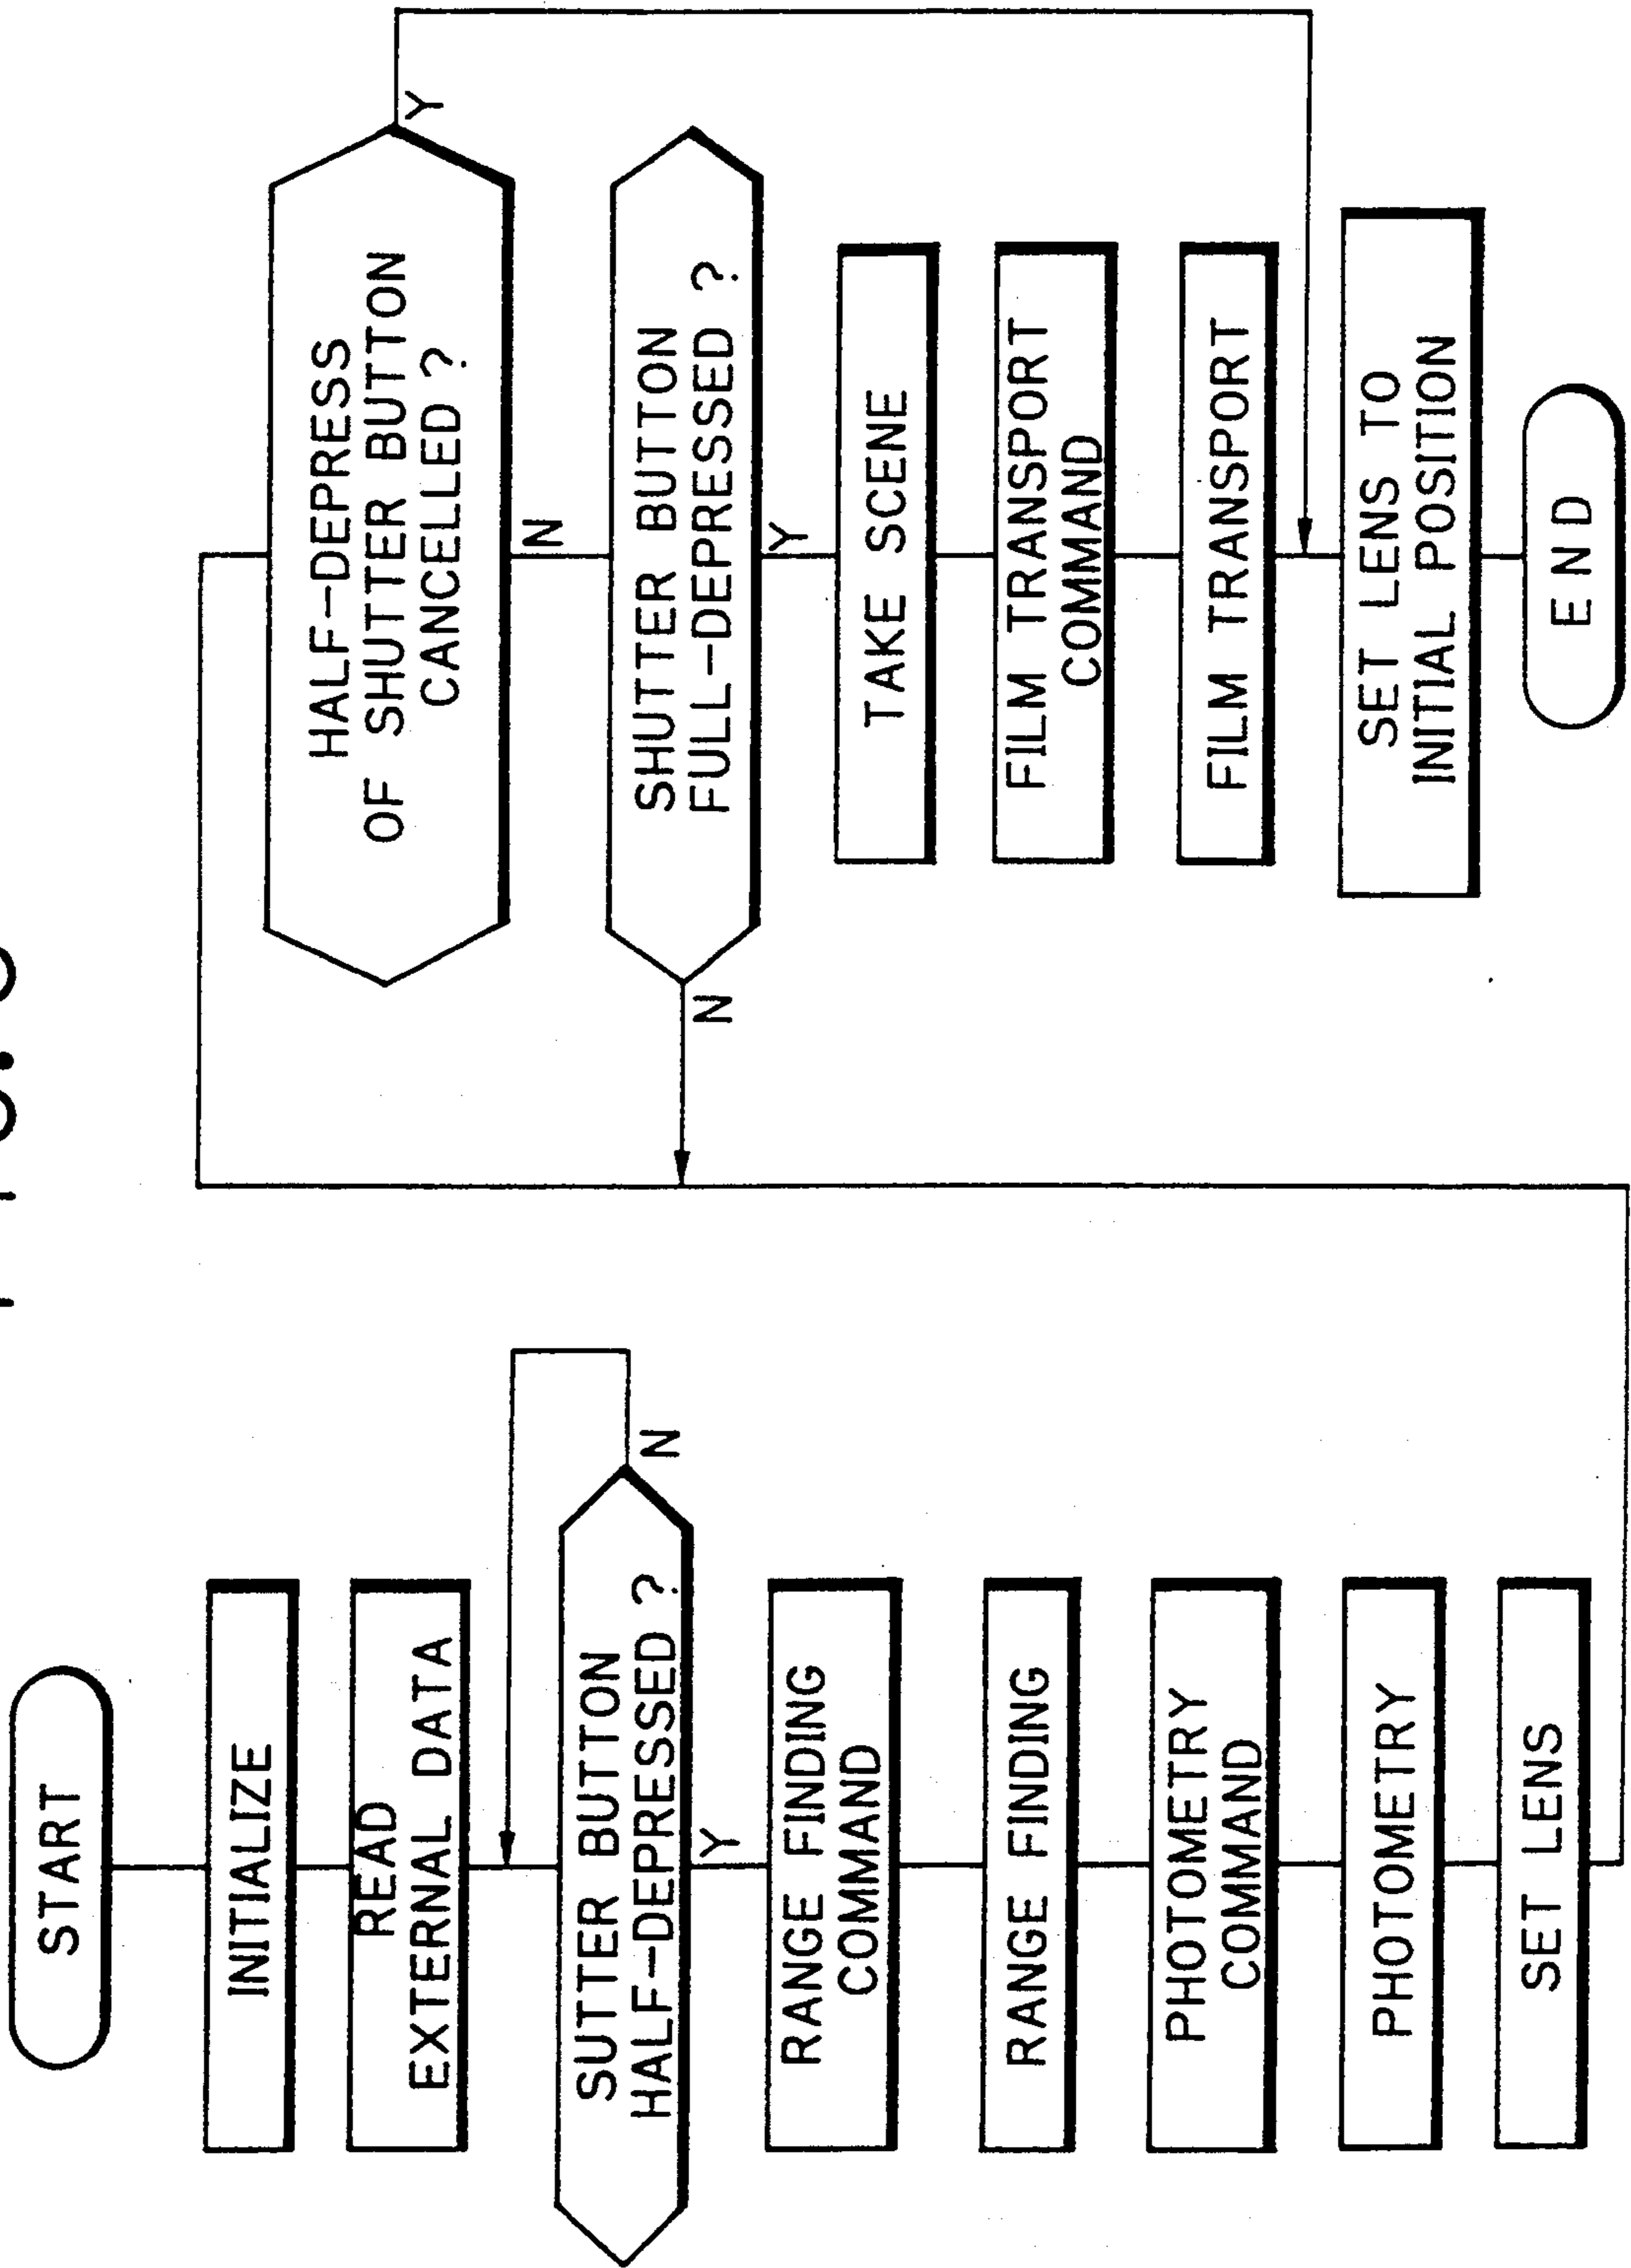 START
INITIALIZE
READ
EXTERNAL DATA
SUTTER BUTTON
HALF-DEPRESSED ?
N
Y
RANGE FINDING
COMMAND
RANGE FINDING
PHOTOMETRY
COMMAND
PHOTOMETRY
SET LENS
HALF-DEPRESS
OF SHUTTER BUTTON
CANCELLED ?
Y
N
SHUTTER BUTTON
FULL-DEPRESSED ?
N
Y
TAKE SCENE
FILM TRANSPORT
COMMAND
FILM TRANSPORT
SET LENS TO
INITIAL POSITION
END